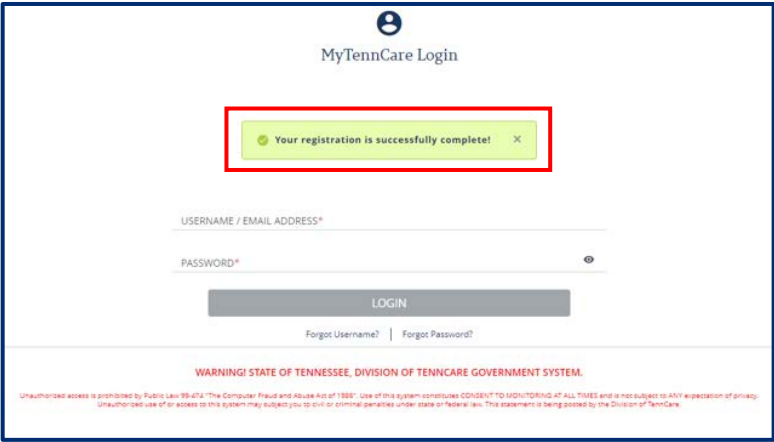 MyTennCare Login
Your registration is successfully complete! ×
USERNAME / EMAIL ADDRESS*
PASSWORD*
LOGIN
Forgot Username? | Forgot Password?
WARNING! STATE OF TENNESSEE, DIVISION OF TENNCARE GOVERNMENT SYSTEM.
Unauthorized access is prohibited by Public Law 99-474 "The Computer Fraud and Abuse Act of 1986". Use of this system constitutes CONSENT TO MONITORING AT ALL TIMES and is not subject to ANY expectation of privacy.
Unauthorized use of or access to this system may subject you to civil or criminal penalties under state or federal law. This statement is being posted by the Division of TennCare.